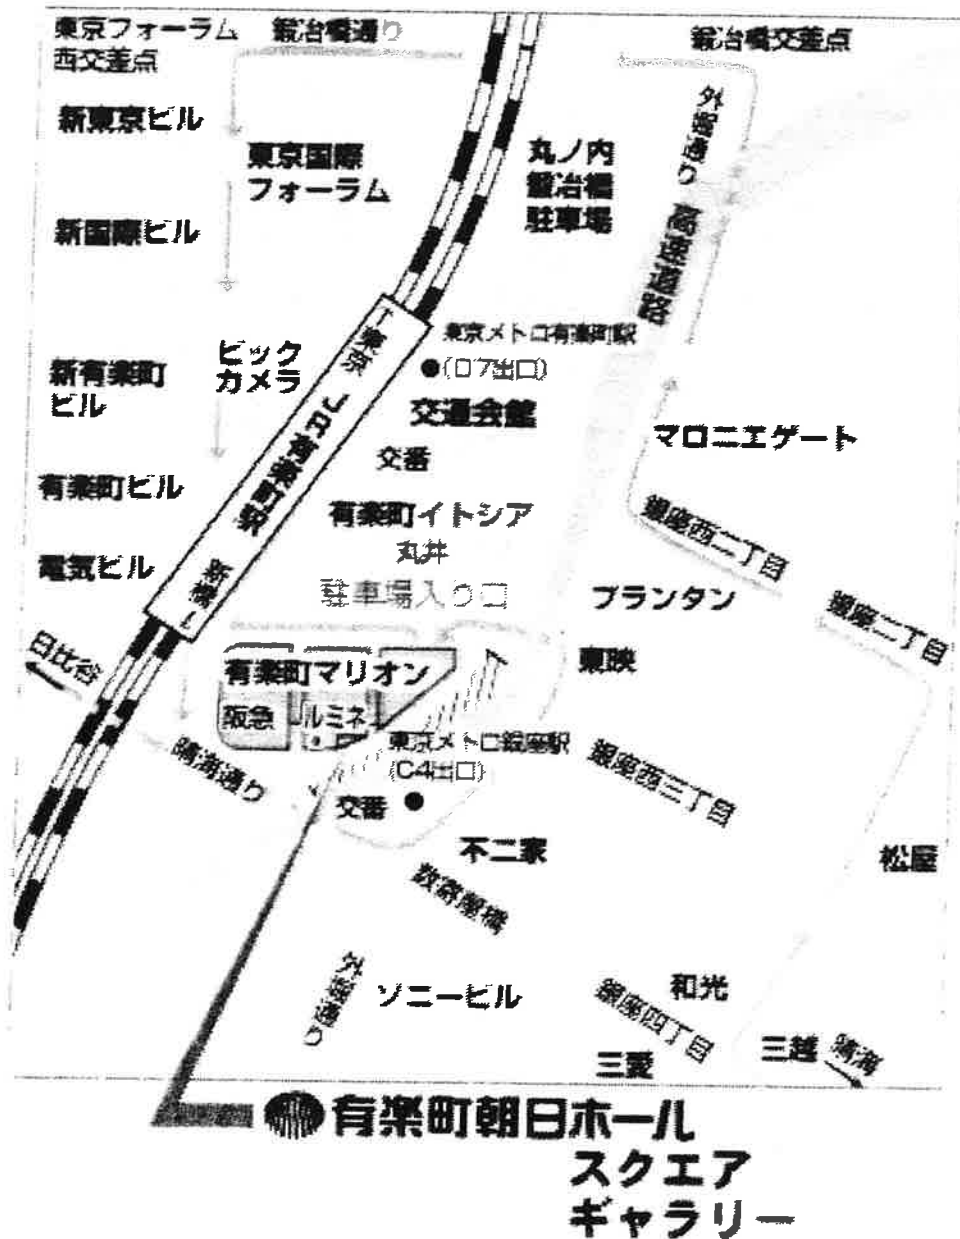 東京フォーラム
西交差点
鍛冶橋通り
鍛冶橋交差点
外堀通り
新東京ビル
東京国際
フォーラム
丸ノ内
鍛冶橋
駐車場
高速道路
新国際ビル
←東京 JR有楽町駅 新橋→
東京メトロ有楽町駅
(D7出口)
ビック
カメラ
新有楽町
ビル
交通会館
マロニエゲート
交番
有楽町ビル
有楽町イトシア
丸井
銀座西二丁目
電気ビル
駐車場入り口
プランタン
銀座二丁目
日比谷
有楽町マリオン
東映
阪急
ルミネ
東京メトロ銀座駅
(C4出口)
晴海通り
銀座西三丁目
交番
不二家
松屋
数寄屋橋
外堀通り
ソニービル
和光
銀座四丁目
三愛
三越
晴海
有楽町朝日ホール
スクエア
ギャラリー